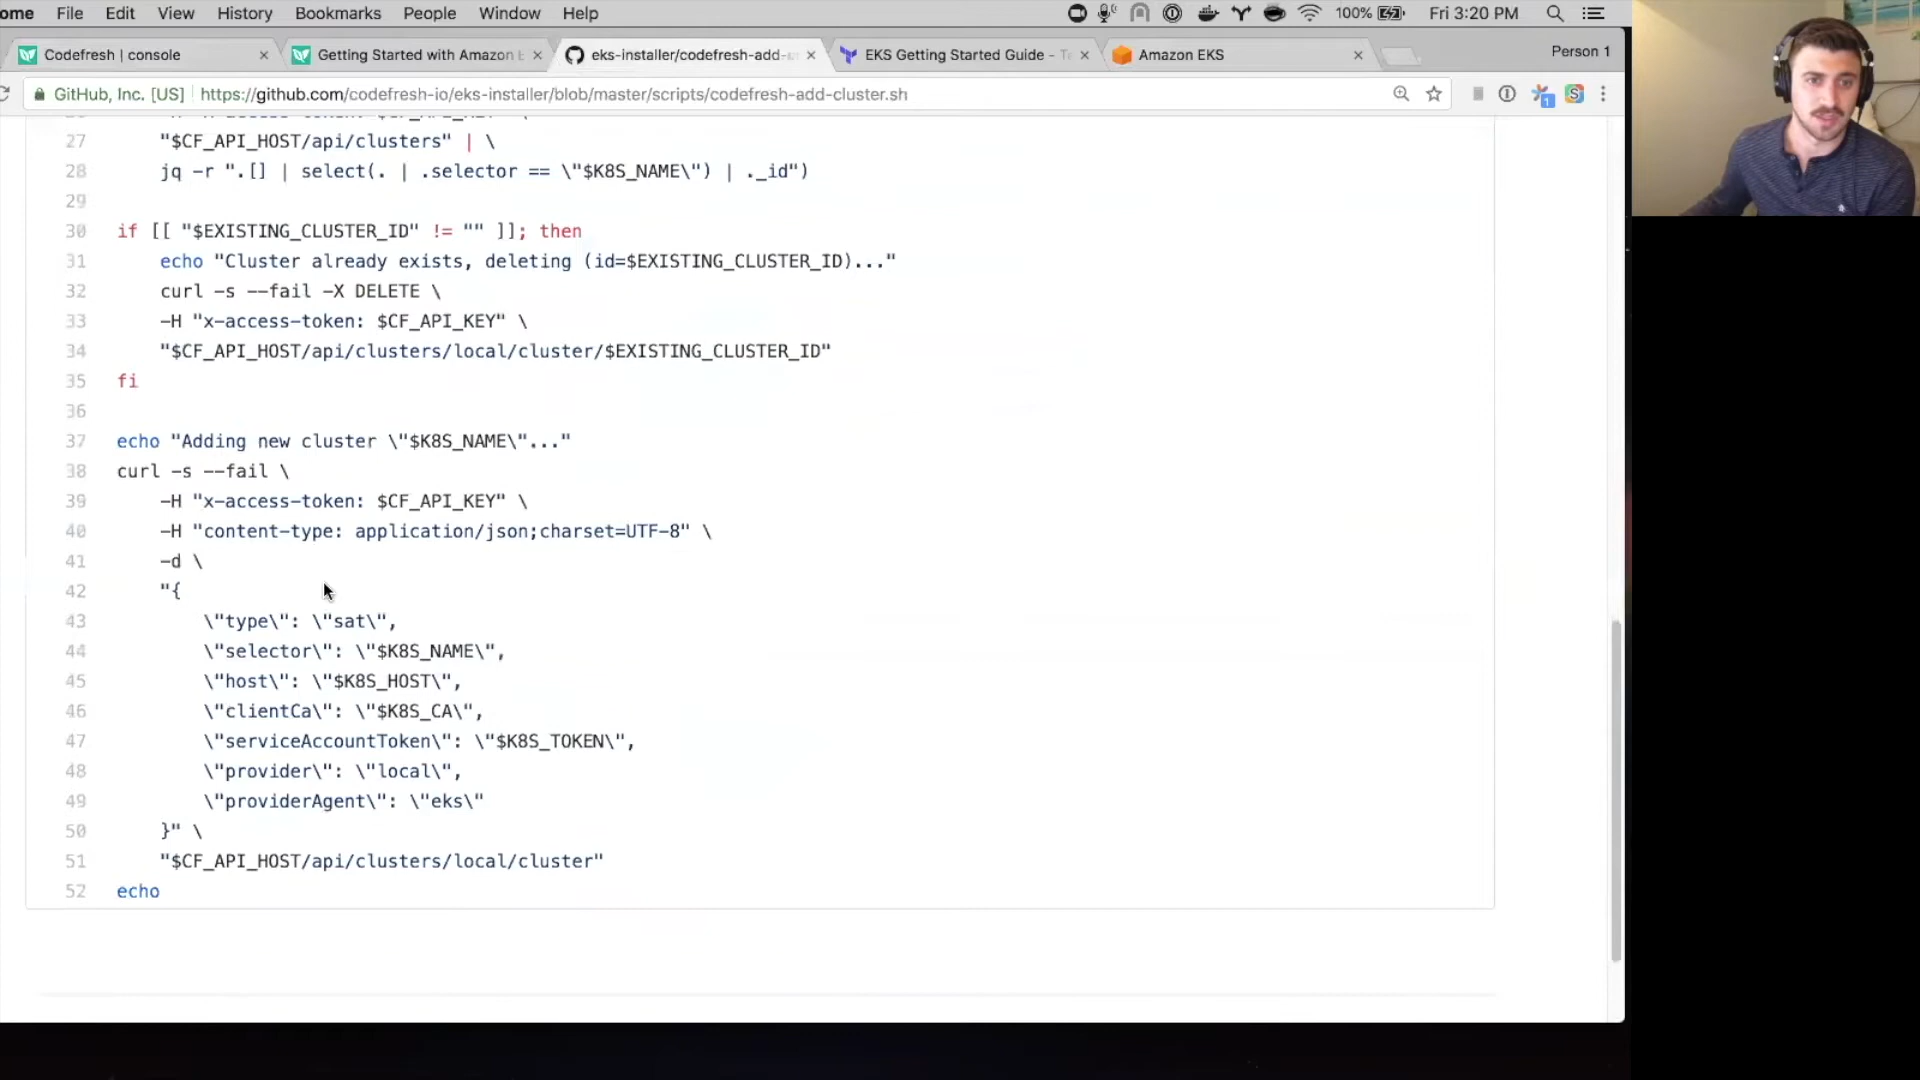 ome File Edit View History Bookmarks People Window Help 100% Fri 3:20 PM
Codefresh | console Getting Started with Amazon E eks-installer/codefresh-add- EKS Getting Started Guide - Te Amazon EKS Person 1
GitHub, Inc. [US] https://github.com/codefresh-io/eks-installer/blob/master/scripts/codefresh-add-cluster.sh
27 "$CF_API_HOST/api/clusters" | \
28 jq -r ".[] | select(. | .selector == \"$K8S_NAME\") | ._id")
29
30 if [[ "$EXISTING_CLUSTER_ID" != "" ]]; then
31 echo "Cluster already exists, deleting (id=$EXISTING_CLUSTER_ID)..."
32 curl -s --fail -X DELETE \
33 -H "x-access-token: $CF_API_KEY" \
34 "$CF_API_HOST/api/clusters/local/cluster/$EXISTING_CLUSTER_ID"
35 fi
36
37 echo "Adding new cluster \"$K8S_NAME\"..."
38 curl -s --fail \
39 -H "x-access-token: $CF_API_KEY" \
40 -H "content-type: application/json;charset=UTF-8" \
41 -d \
42 "{
43 \"type\": \"sat\",
44 \"selector\": \"$K8S_NAME\",
45 \"host\": \"$K8S_HOST\",
46 \"clientCa\": \"$K8S_CA\",
47 \"serviceAccountToken\": \"$K8S_TOKEN\",
48 \"provider\": \"local\",
49 \"providerAgent\": \"eks\"
50 }" \
51 "$CF_API_HOST/api/clusters/local/cluster"
52 echo